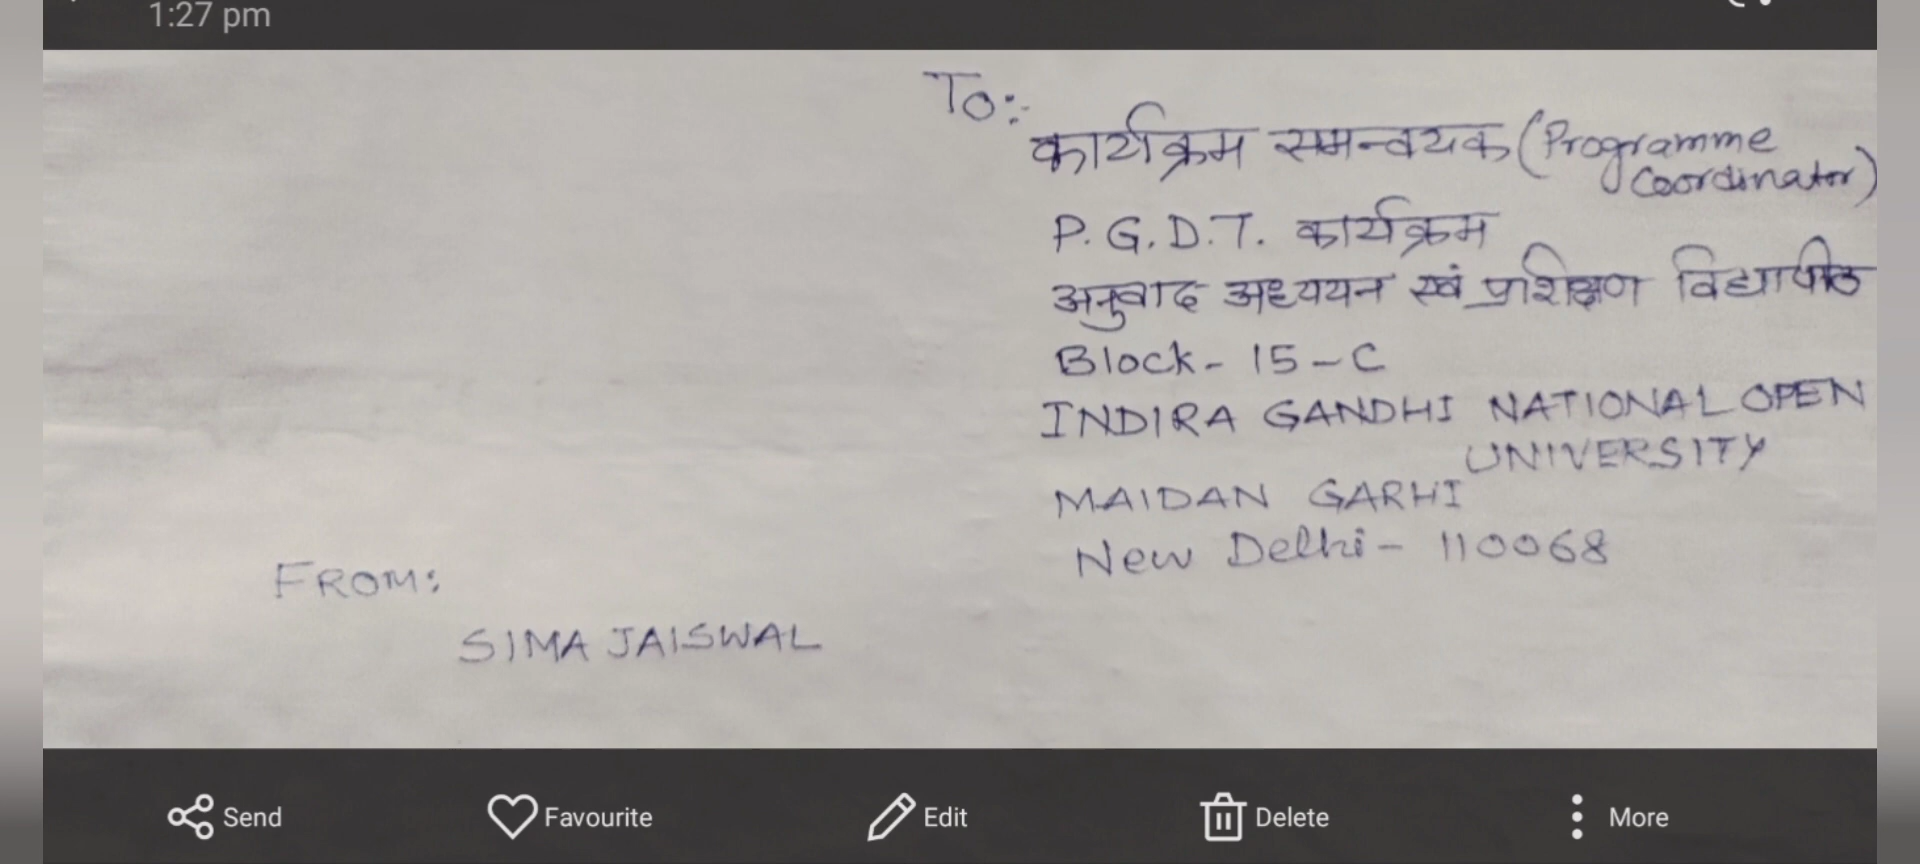 1:27 pm
To:-
कार्यक्रम समन्वयक (Programme
Coordinator)
P.G.D.T. कार्यक्रम
अनुवाद अध्ययन एवं प्रशिक्षण विद्यापीठ
Block - 15 - C
INDIRA GANDHI NATIONAL OPEN
UNIVERSITY
MAIDAN GARHI
New Delhi - 110068
FROM:
SIMA JAISWAL
Send
Favourite
Edit
Delete
More